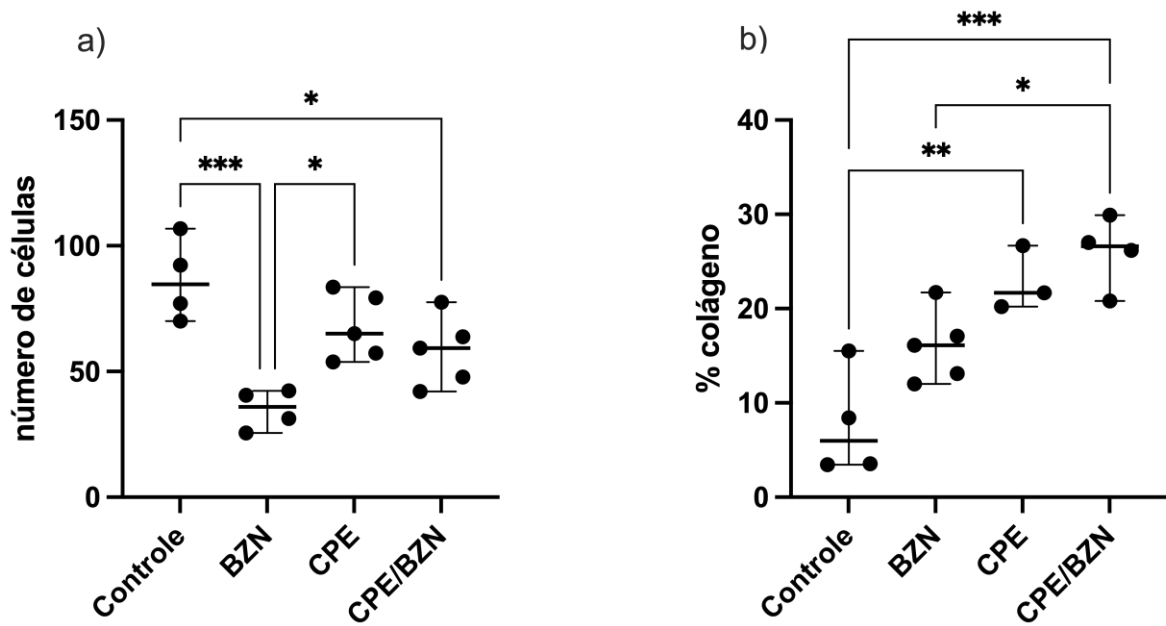 a)
número de células
150
100
50
0
***
*
*
Controle
BZN
CPE
CPE/BZN
b)
% colágeno
40
30
20
10
0
***
*
**
Controle
BZN
CPE
CPE/BZN